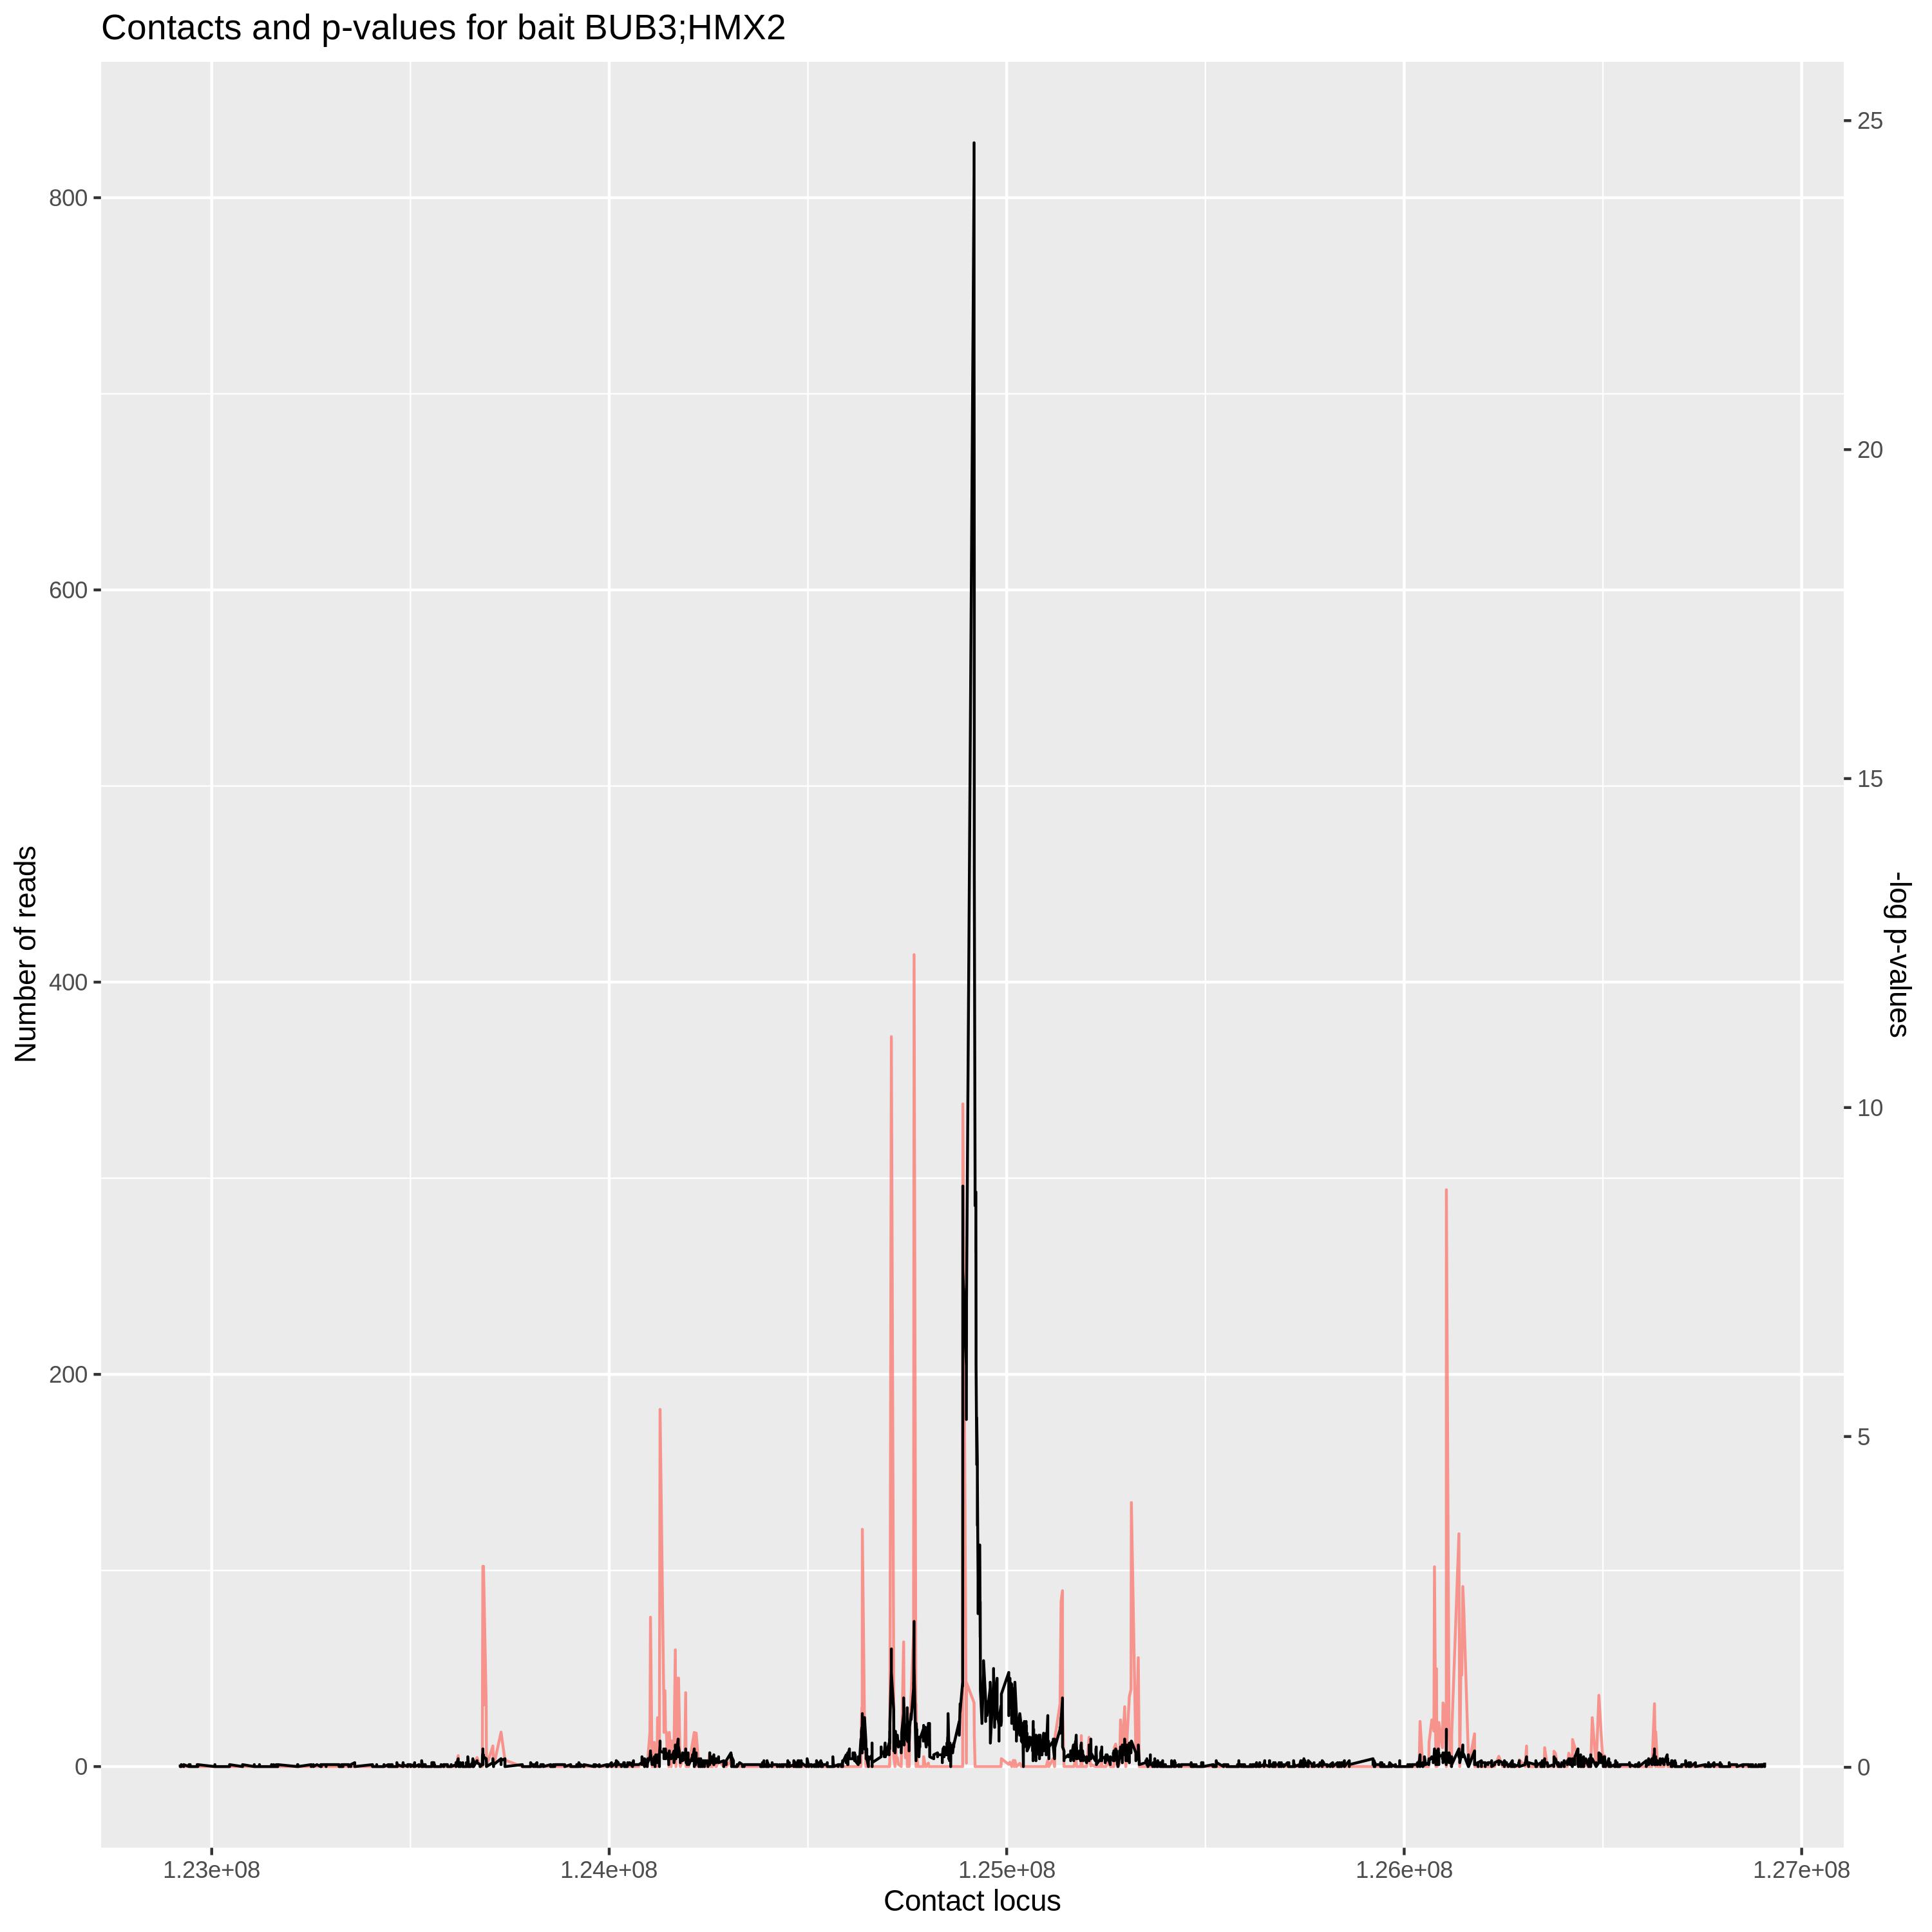 Contacts and p-values for bait BUB3;HMX2
Number of reads
800
600
400
200
0
25
20
15
10
5
0
-log p-values
1.23e+08
1.24e+08
1.25e+08
1.26e+08
1.27e+08
Contact locus